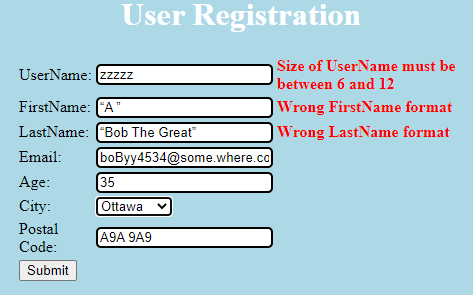 User Registration
UserName: zzzzz Size of UserName must be
between 6 and 12
FirstName: “A ” Wrong FirstName format
LastName: “Bob The Great” Wrong LastName format
Email: boByy4534@some.where.co
Age: 35
City: Ottawa
Postal
Code: A9A 9A9
Submit